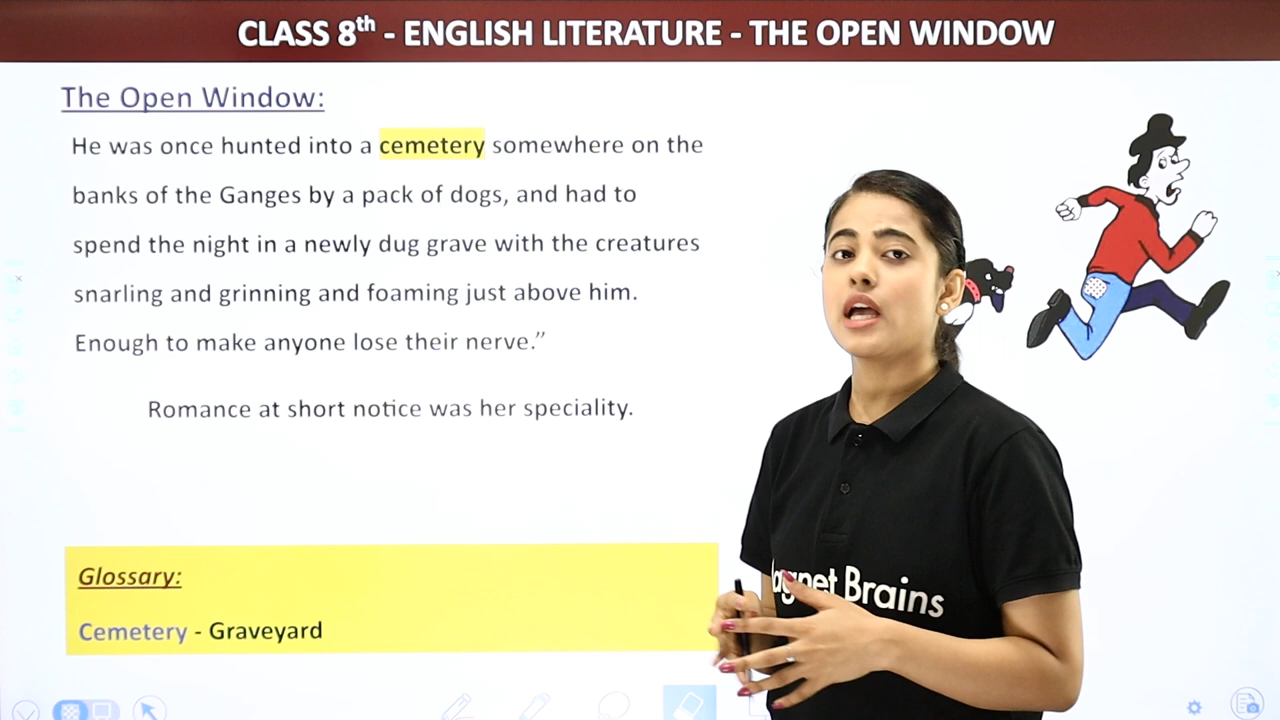 CLASS 8th - ENGLISH LITERATURE - THE OPEN WINDOW
The Open Window:
He was once hunted into a cemetery somewhere on the
banks of the Ganges by a pack of dogs, and had to
spend the night in a newly dug grave with the creatures
snarling and grinning and foaming just above him.
Enough to make anyone lose their nerve.”
Romance at short notice was her speciality.
Glossary:
Cemetery - Graveyard
agnet Brains